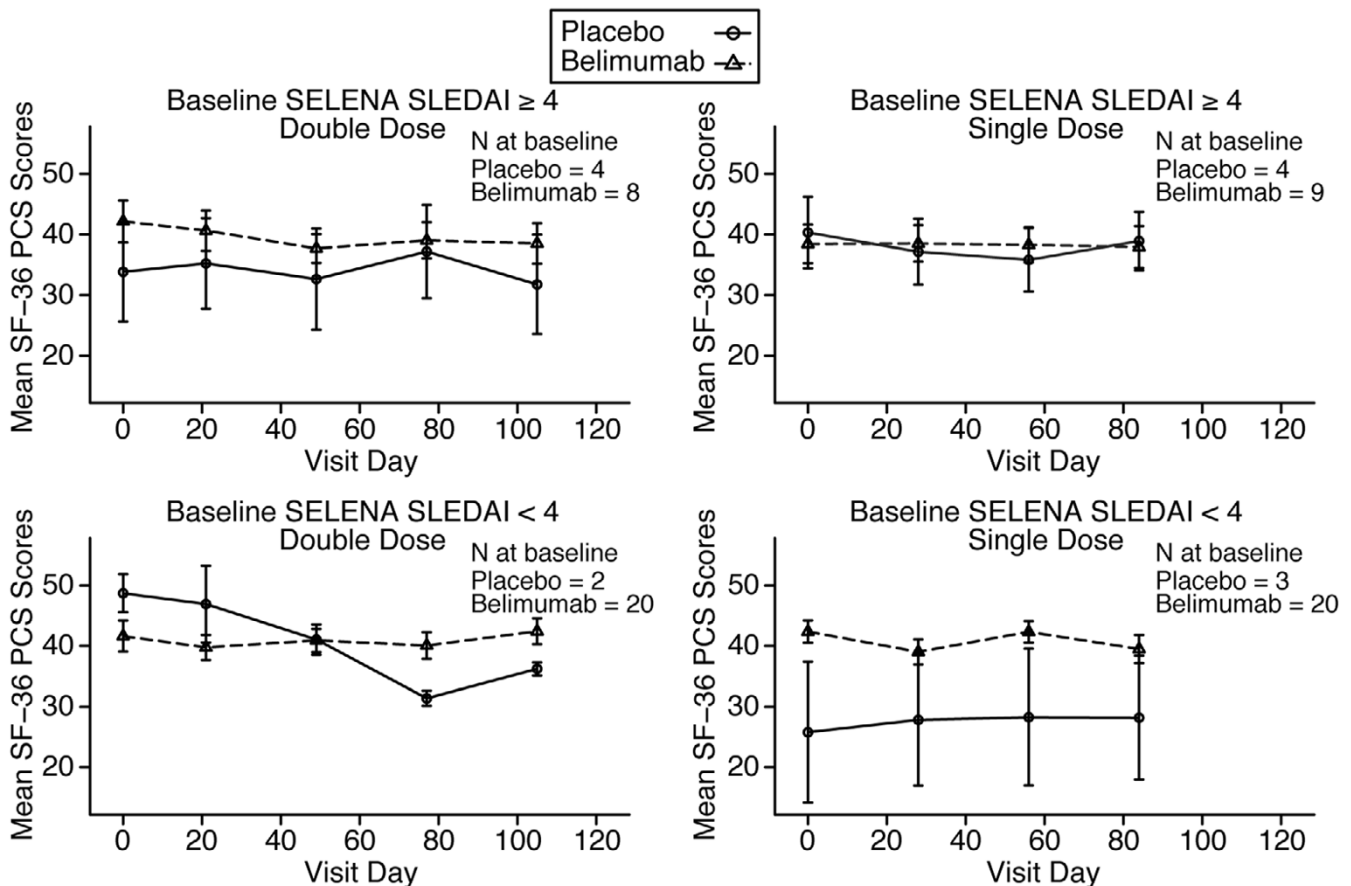 Placebo
Belimumab
Baseline SELENA SLEDAI ≥ 4
Double Dose
N at baseline
Placebo = 4
Belimumab = 8
Mean SF–36 PCS Scores
50
40
30
20
0 20 40 60 80 100 120
Visit Day
Baseline SELENA SLEDAI ≥ 4
Single Dose
N at baseline
Placebo = 4
Belimumab = 9
Mean SF–36 PCS Scores
50
40
30
20
0 20 40 60 80 100 120
Visit Day
Baseline SELENA SLEDAI < 4
Double Dose
N at baseline
Placebo = 2
Belimumab = 20
Mean SF–36 PCS Scores
50
40
30
20
0 20 40 60 80 100 120
Visit Day
Baseline SELENA SLEDAI < 4
Single Dose
N at baseline
Placebo = 3
Belimumab = 20
Mean SF–36 PCS Scores
50
40
30
20
0 20 40 60 80 100 120
Visit Day